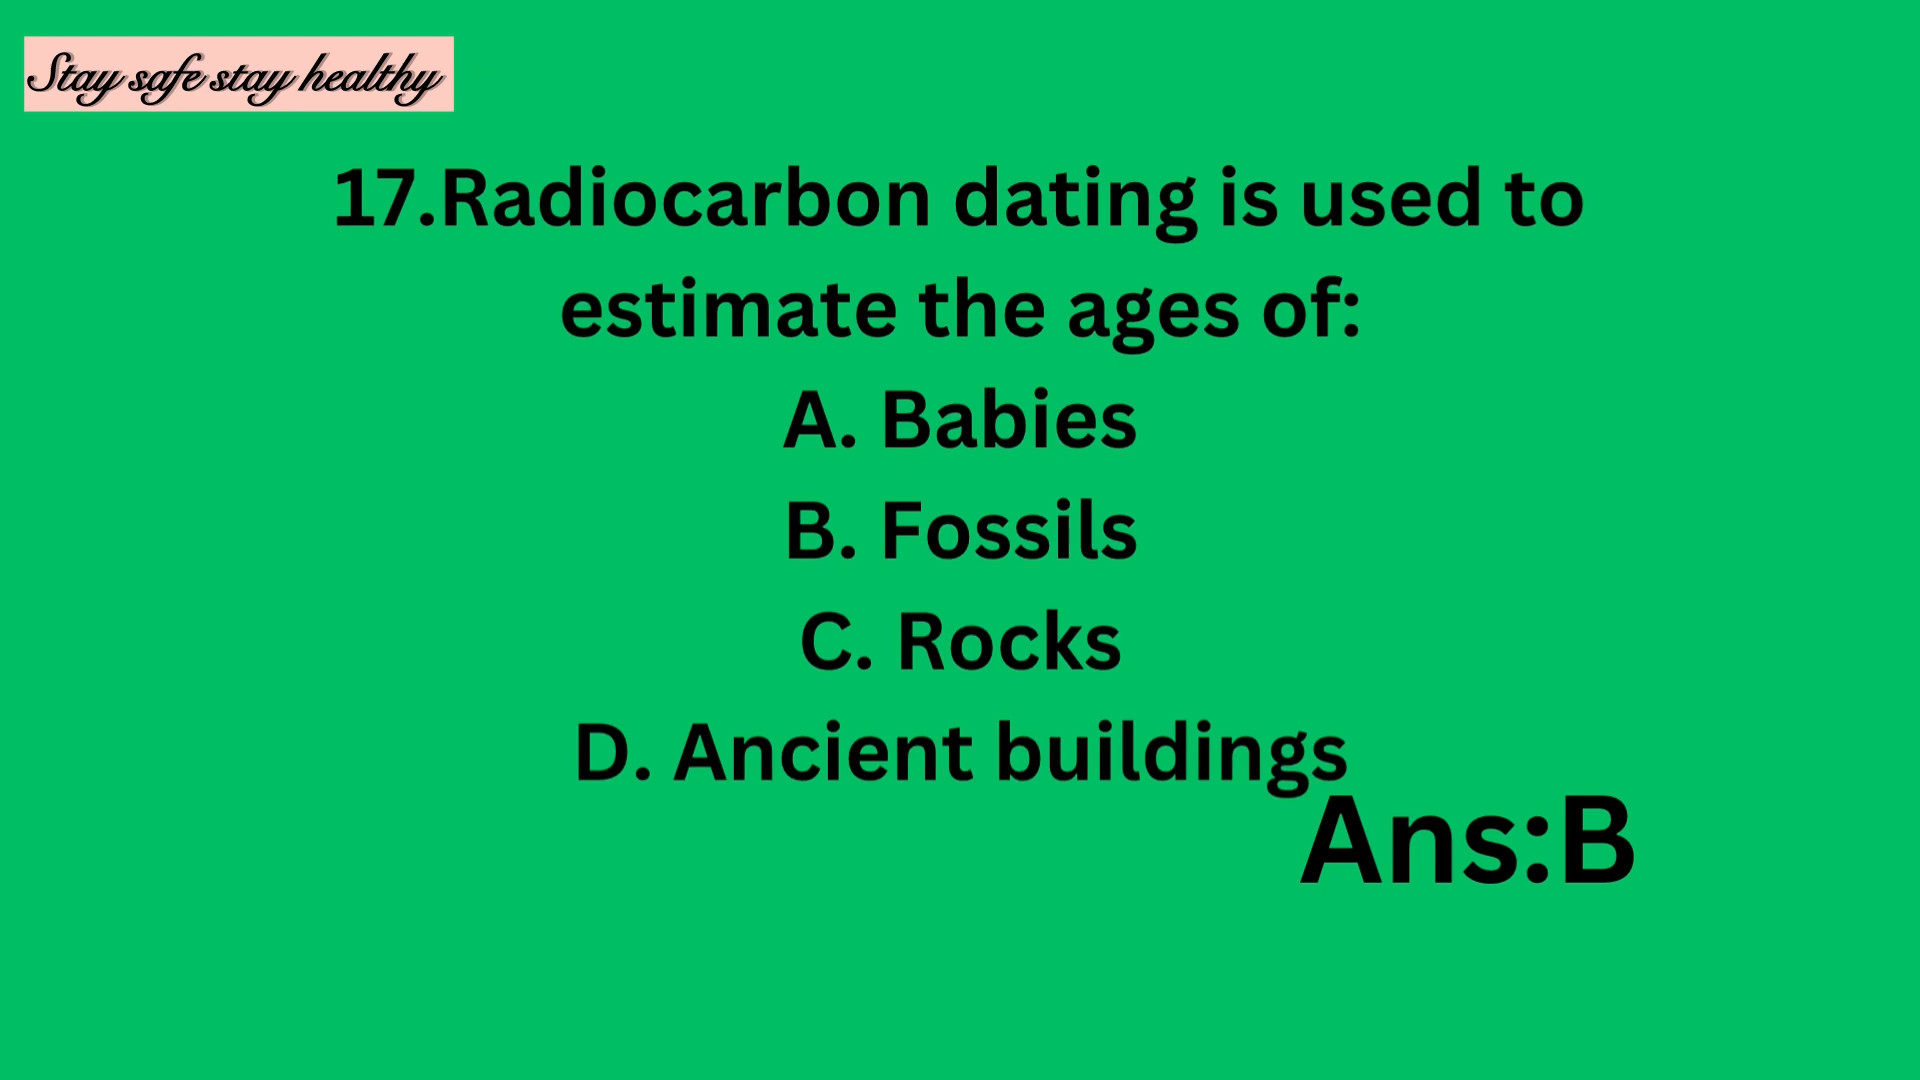 Stay safe stay healthy
17.Radiocarbon dating is used to
estimate the ages of:
A. Babies
B. Fossils
C. Rocks
D. Ancient buildings
Ans:B